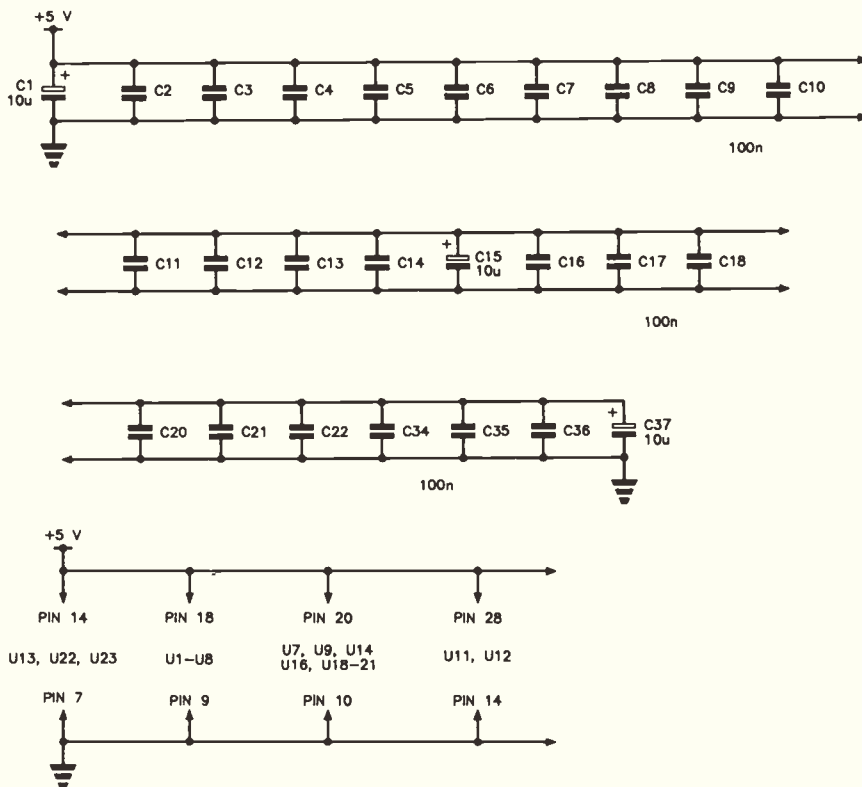 +5 V
C1
10u
+
C2
C3
C4
C5
C6
C7
C8
C9
C10
100n
C11
C12
C13
C14
+
C15
10u
C16
C17
C18
100n
C20
C21
C22
C34
C35
C36
+
C37
10u
100n
+5 V
PIN 14
PIN 18
PIN 20
PIN 28
U13, U22, U23
U1-U8
U7, U9, U14
U16, U18-21
U11, U12
PIN 7
PIN 9
PIN 10
PIN 14